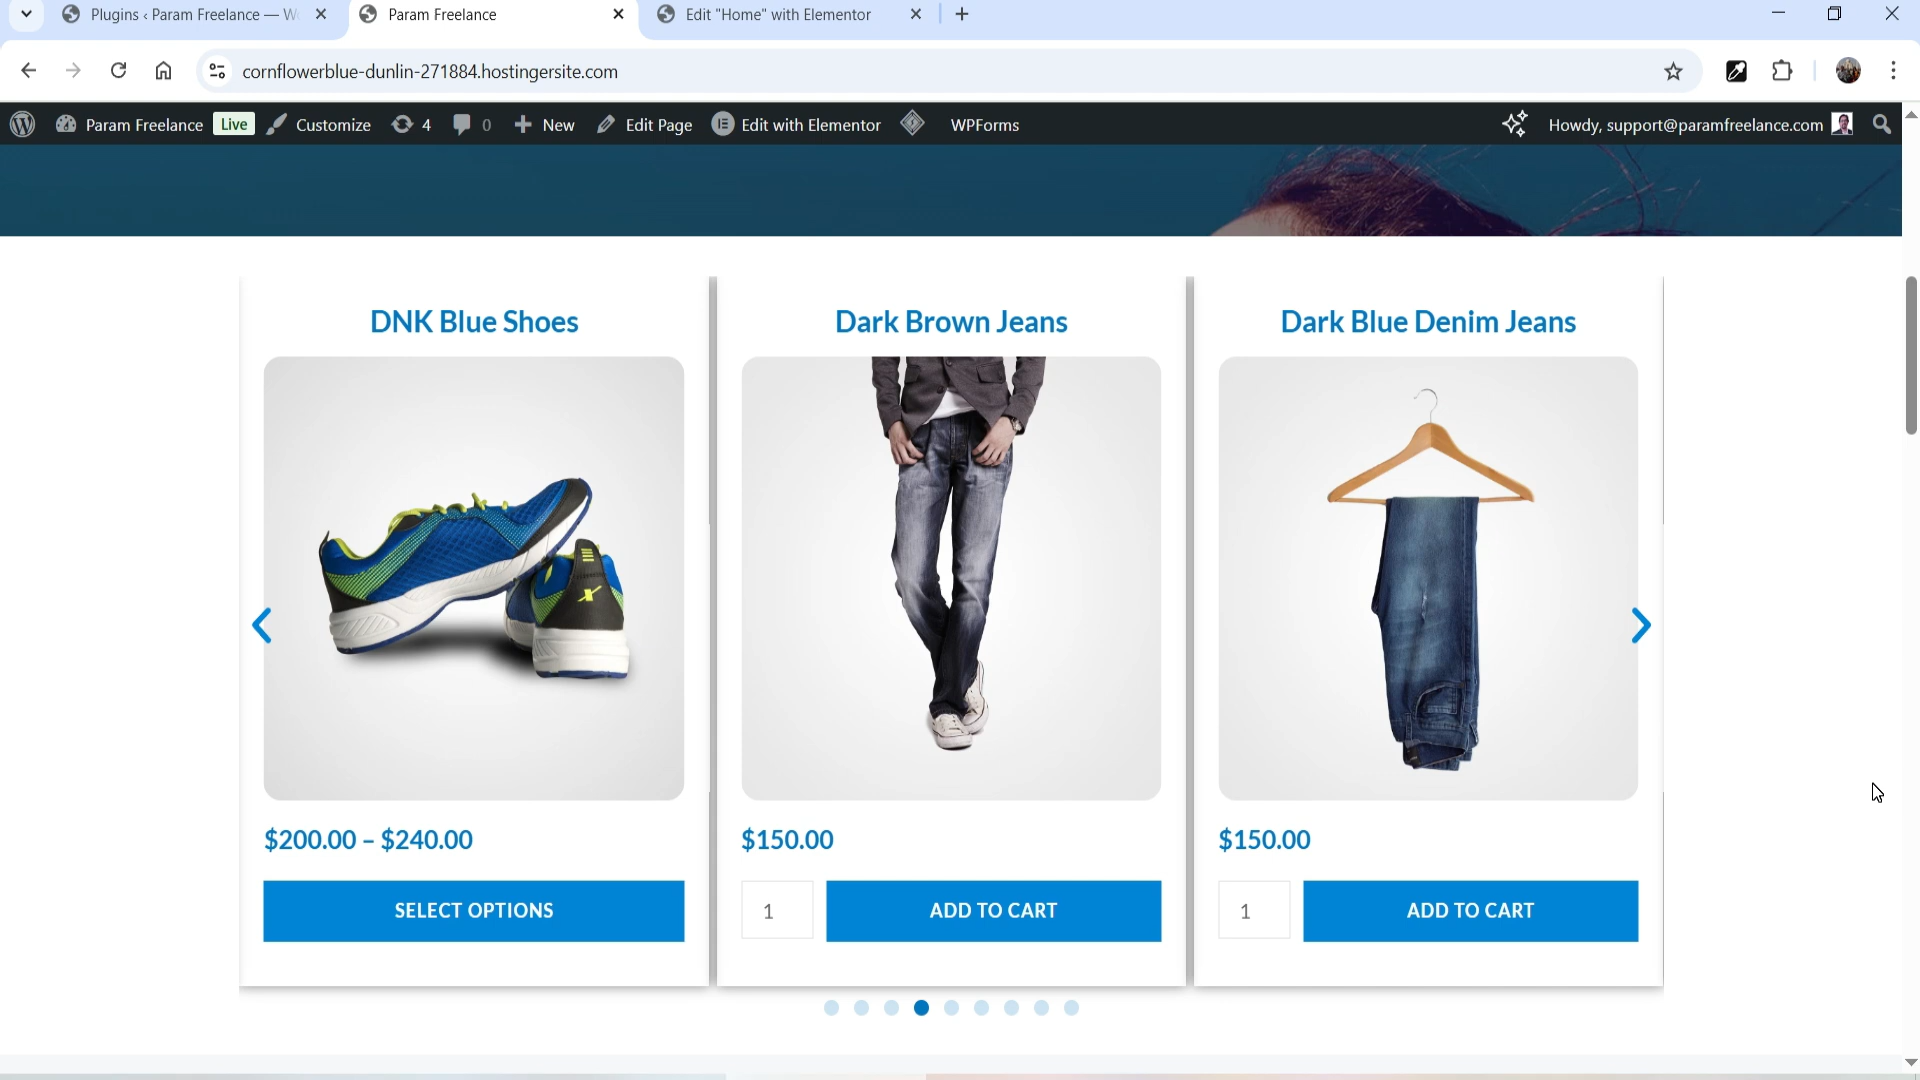 Plugins ‹ Param Freelance — W
Param Freelance
Edit "Home" with Elementor
cornflowerblue-dunlin-271884.hostingersite.com
Param Freelance Live Customize 4 0 New Edit Page Edit with Elementor WPForms Howdy, support@paramfreelance.com
DNK Blue Shoes
Dark Brown Jeans
Dark Blue Denim Jeans
$200.00 – $240.00
$150.00
$150.00
SELECT OPTIONS
1 ADD TO CART
1 ADD TO CART